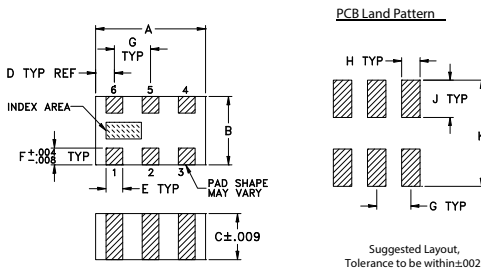 PCB Land Pattern
A
G
TYP
D TYP REF
6
5
4
INDEX AREA
B
F +.004 -.008 TYP
1
2
3
E TYP
PAD SHAPE
MAY VARY
C±.009
H TYP
J TYP
G TYP
Suggested Layout,
Tolerance to be within±002